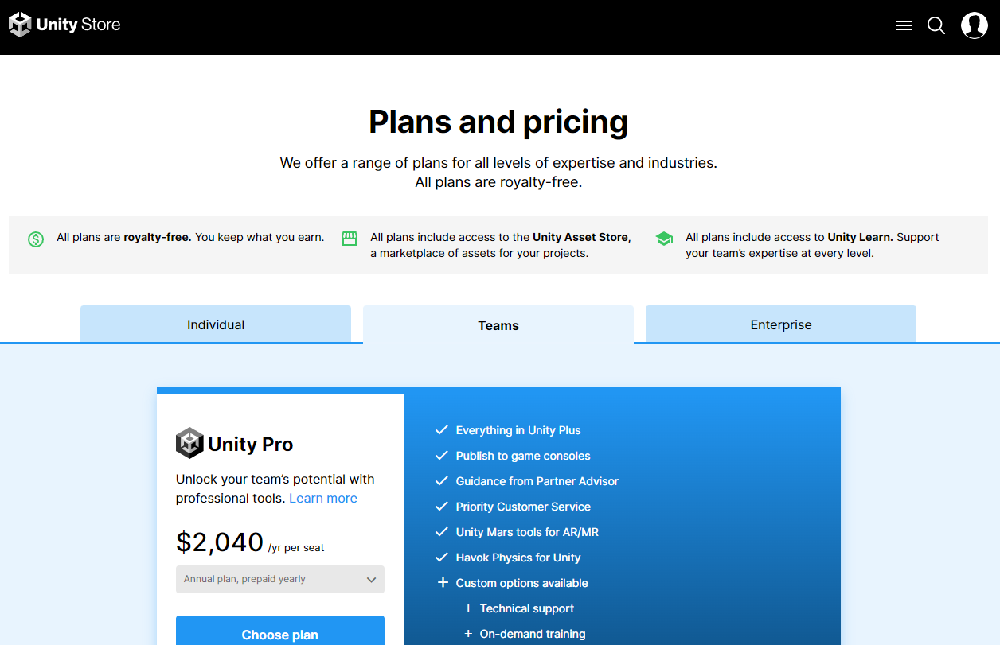 Unity Store
Plans and pricing
We offer a range of plans for all levels of expertise and industries.
All plans are royalty-free.
All plans are royalty-free. You keep what you earn.
All plans include access to the Unity Asset Store,
a marketplace of assets for your projects.
All plans include access to Unity Learn. Support
your team’s expertise at every level.
Individual
Teams
Enterprise
Unity Pro
Unlock your team’s potential with
professional tools. Learn more
$2,040 /yr per seat
Annual plan, prepaid yearly
Choose plan
Everything in Unity Plus
Publish to game consoles
Guidance from Partner Advisor
Priority Customer Service
Unity Mars tools for AR/MR
Havok Physics for Unity
+ Custom options available
+ Technical support
+ On-demand training